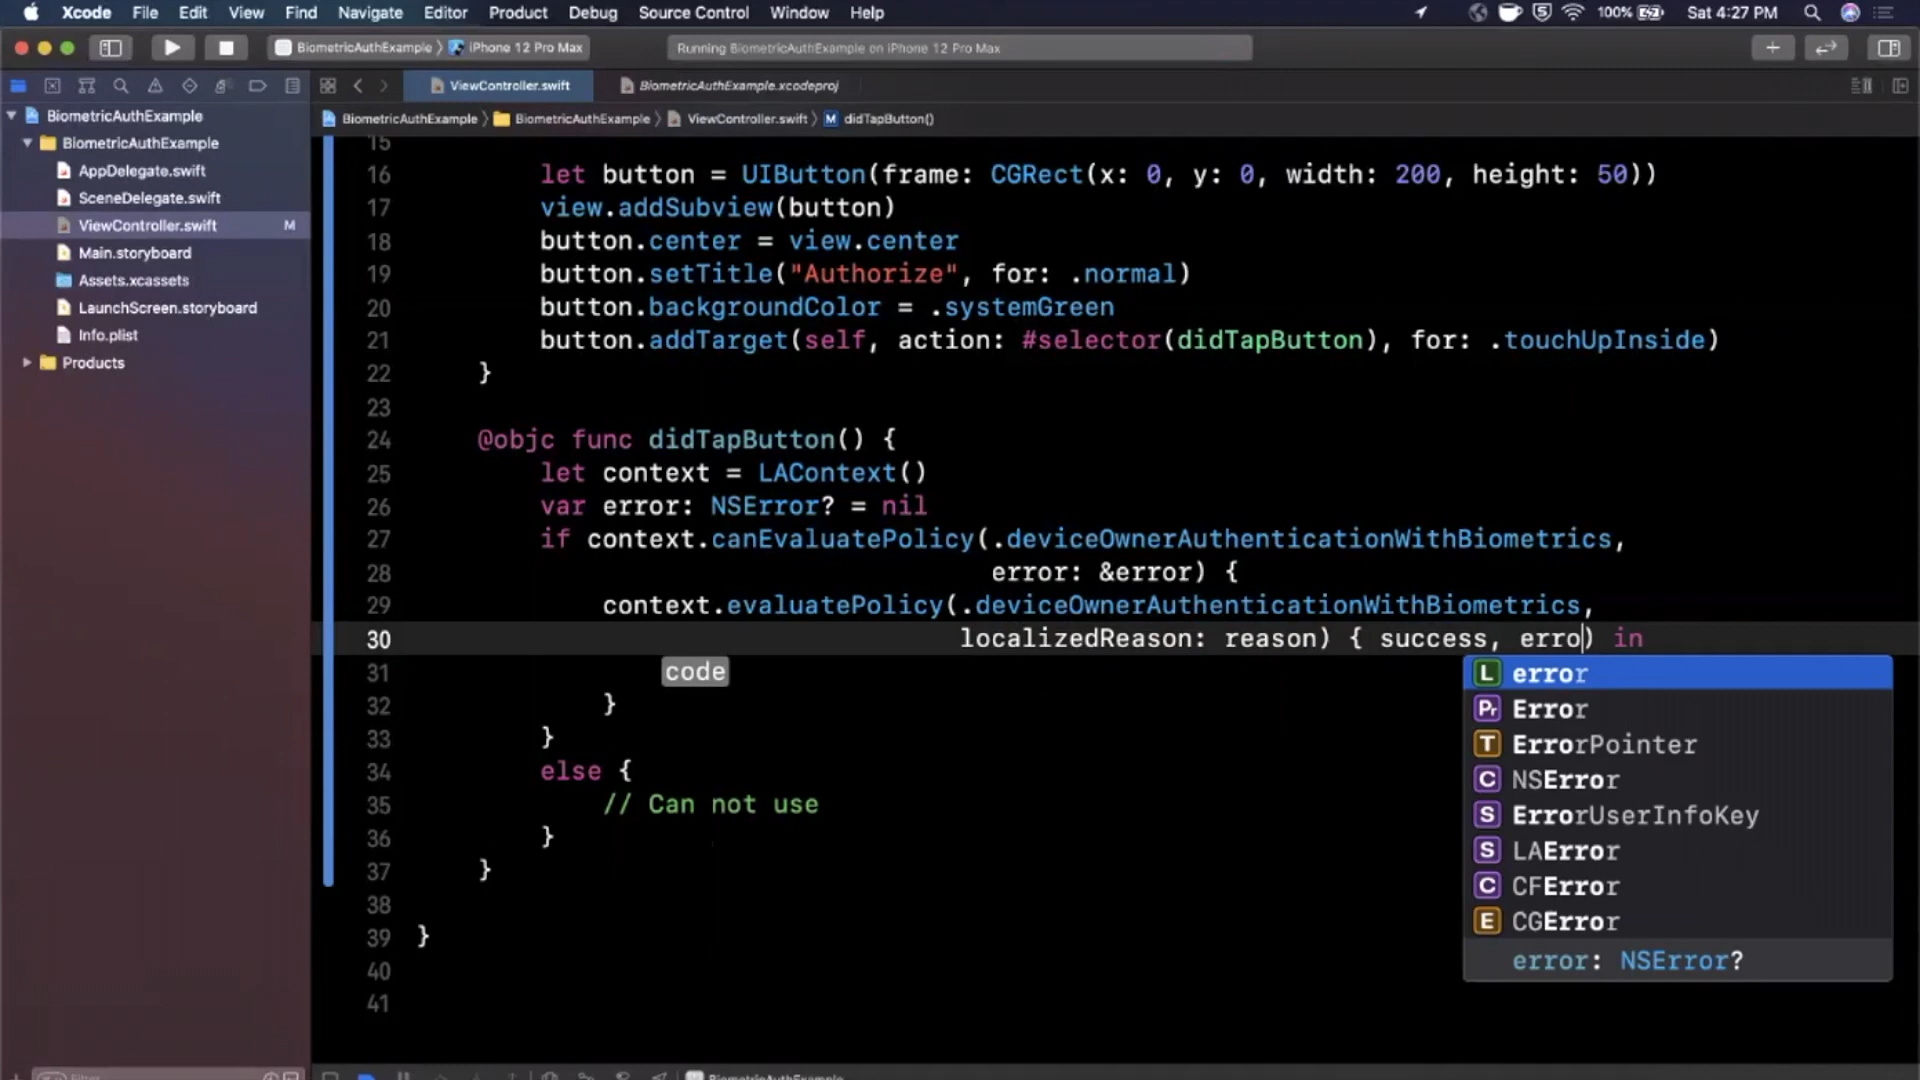 Xcode File Edit View Find Navigate Editor Product Debug Source Control Window Help 100% Sat 4:27 PM
BiometricAuthExample iPhone 12 Pro Max Running BiometricAuthExample on iPhone 12 Pro Max
ViewController.swift BiometricAuthExample.xcodeproj
BiometricAuthExample BiometricAuthExample ViewController.swift M didTapButton()
BiometricAuthExample
BiometricAuthExample
AppDelegate.swift
SceneDelegate.swift
ViewController.swift M
Main.storyboard
Assets.xcassets
LaunchScreen.storyboard
Info.plist
Products
15
16 let button = UIButton(frame: CGRect(x: 0, y: 0, width: 200, height: 50))
17 view.addSubview(button)
18 button.center = view.center
19 button.setTitle("Authorize", for: .normal)
20 button.backgroundColor = .systemGreen
21 button.addTarget(self, action: #selector(didTapButton), for: .touchUpInside)
22 }
23
24 @objc func didTapButton() {
25 let context = LAContext()
26 var error: NSError? = nil
27 if context.canEvaluatePolicy(.deviceOwnerAuthenticationWithBiometrics,
28 error: &error) {
29 context.evaluatePolicy(.deviceOwnerAuthenticationWithBiometrics,
30 localizedReason: reason) { success, erro) in
31 code
32 }
33 }
34 else {
35 // Can not use
36 }
37 }
38
39 }
40
41
L error
Pr Error
T ErrorPointer
C NSError
S ErrorUserInfoKey
S LAError
C CFError
E CGError
error: NSError?
Filter
BiometricAuthExample